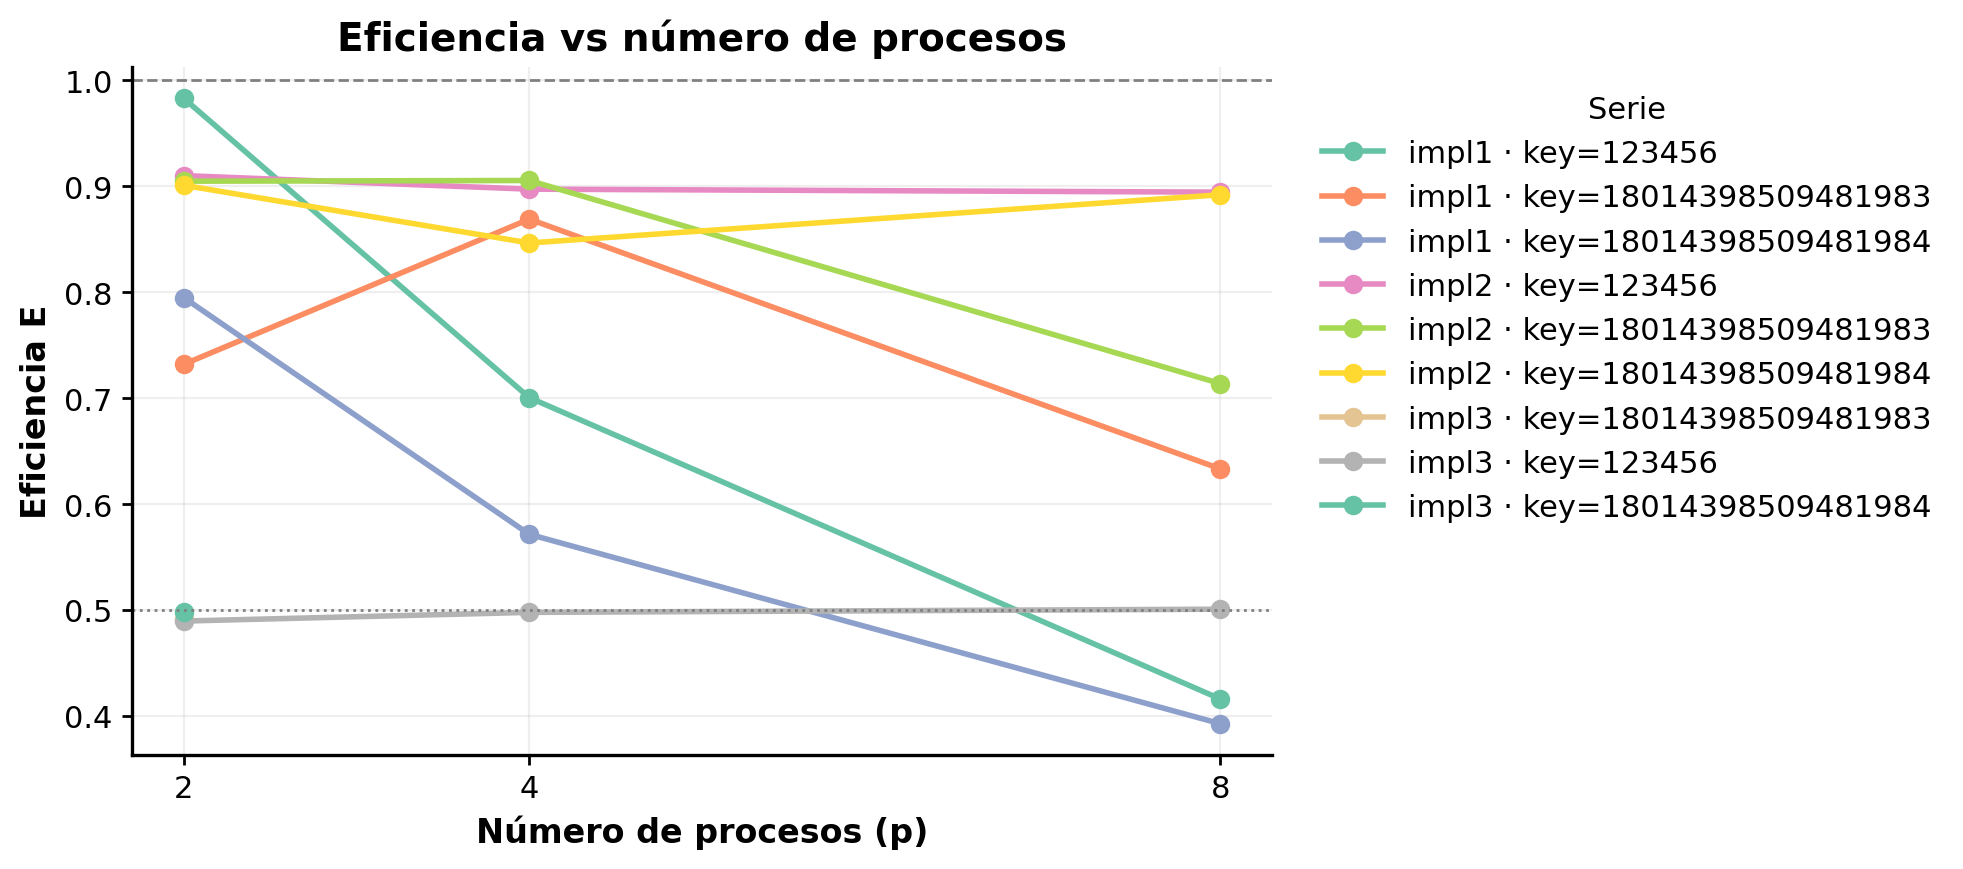 Eficiencia vs número de procesos
Eficiencia E
1.0
0.9
0.8
0.7
0.6
0.5
0.4
2 4 8
Número de procesos (p)
Serie
impl1 · key=123456
impl1 · key=18014398509481983
impl1 · key=18014398509481984
impl2 · key=123456
impl2 · key=18014398509481983
impl2 · key=18014398509481984
impl3 · key=18014398509481983
impl3 · key=123456
impl3 · key=18014398509481984